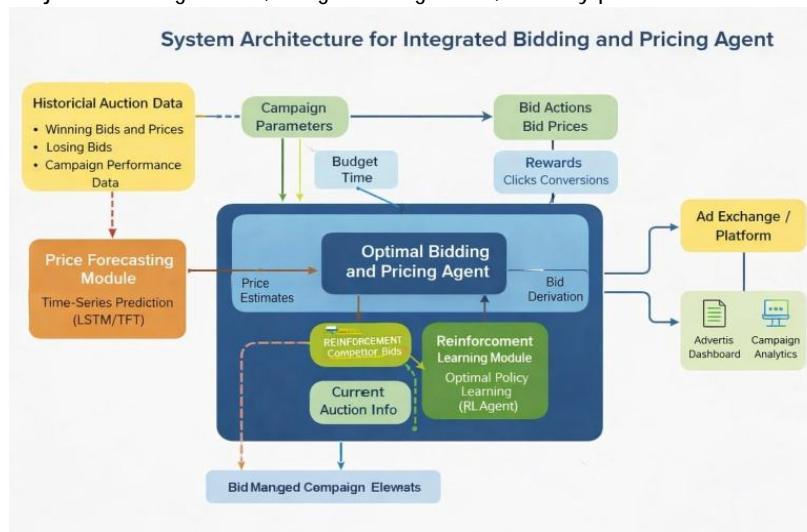 System Architecture for Integrated Bidding and Pricing Agent
Historicial Auction Data
• Winning Bids and Prices
• Losing Bids
• Campaign Performance
Data
Campaign
Parameters
Bid Actions
Bid Prices
Budget
Time
Rewards
Clicks Conversions
Price Forecasting
Module
Time-Series Prediction
(LSTM/TFT)
Price
Estimates
Optimal Bidding
and Pricing Agent
Bid
Derivation
Ad Exchange /
Platform
Advertis
Dashboard
Campaign
Analytics
REINFORCEMENT
Competror Bids
Reinforcoment
Learning Module
Optimal Policy
Learning
(RL Agent)
Current
Auction Info
Bid Manged Compaign Elewats